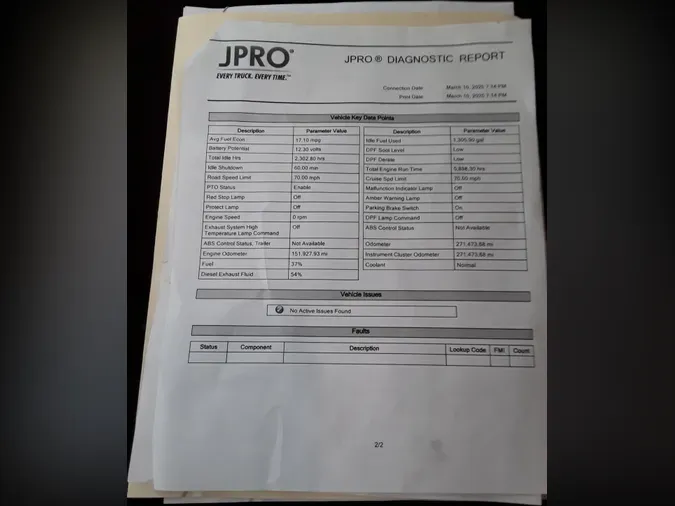 JPRO®
EVERY TRUCK. EVERY TIME.™
JPRO® DIAGNOSTIC REPORT
Connection Date: March 10, 2020 7:14 PM
Print Date: March 10, 2020 7:14 PM
Vehicle Key Data Points
Description Parameter Value
Avg Fuel Econ 17.10 mpg
Battery Potential 12.30 volts
Total Idle Hrs 2,302.80 hrs
Idle Shutdown 60.00 min
Road Speed Limit 70.00 mph
PTO Status Enable
Red Stop Lamp Off
Protect Lamp Off
Engine Speed 0 rpm
Exhaust System High Off
Temperature Lamp Command
ABS Control Status, Trailer Not Available
Engine Odometer 151,927.93 mi
Fuel 37%
Diesel Exhaust Fluid 54%
Description Parameter Value
Idle Fuel Used gal
DPF Soot Level Low
DPF Derate Low
Total Engine Run Time hrs
Cruise Spd Limit 70.00 mph
Malfunction Indicator Lamp Off
Amber Warning Lamp Off
Parking Brake Switch On
DPF Lamp Command Off
ABS Control Status Not Available
Odometer 271,473.68 mi
Instrument Cluster Odometer 271,473.68 mi
Coolant Normal
Vehicle Issues
No Active Issues Found
Faults
Status Component Description Lookup Code FMI Count
2/2